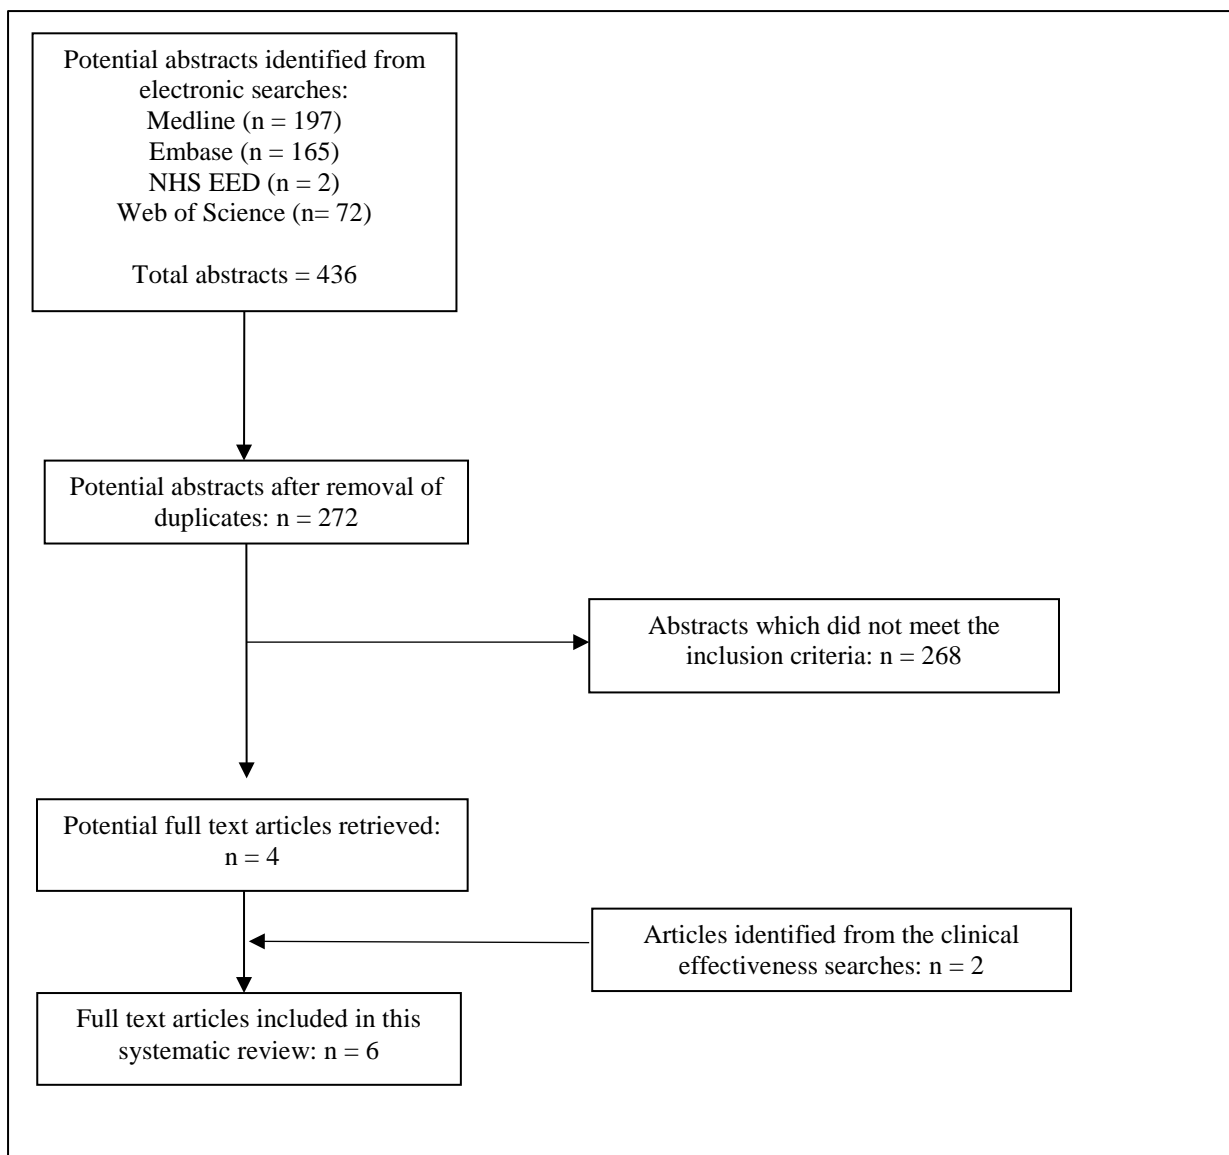 Potential abstracts identified from
electronic searches:
Medline (n = 197)
Embase (n = 165)
NHS EED (n = 2)
Web of Science (n= 72)
Total abstracts = 436
Potential abstracts after removal of
duplicates: n = 272
Abstracts which did not meet the
inclusion criteria: n = 268
Potential full text articles retrieved:
n = 4
Articles identified from the clinical
effectiveness searches: n = 2
Full text articles included in this
systematic review: n = 6